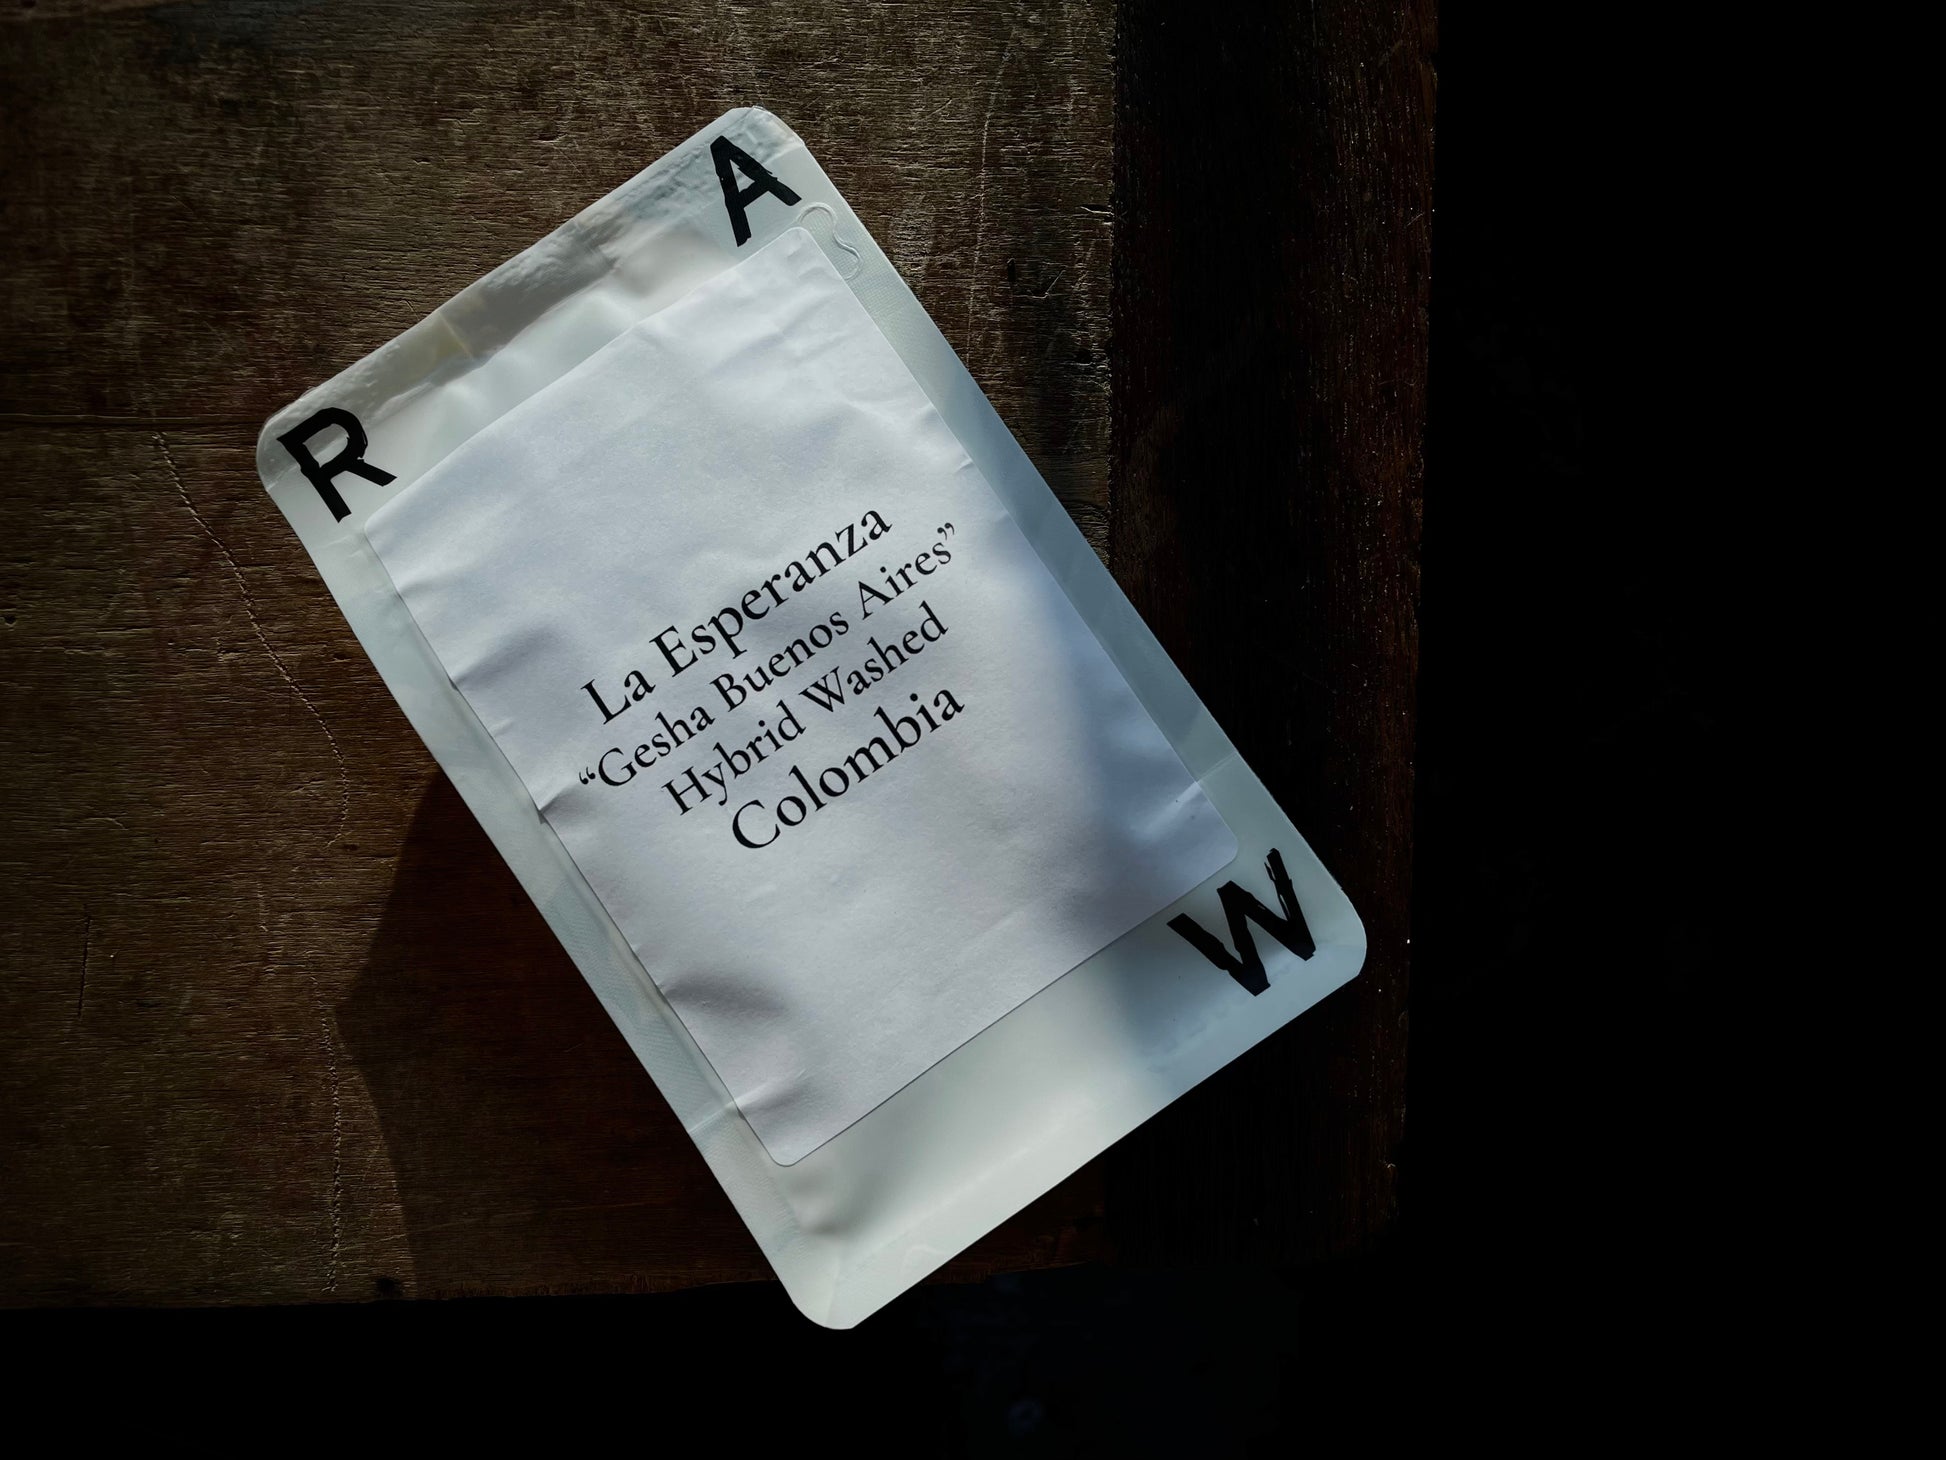 R A
La Esperanza
“Gesha Buenos Aires”
Hybrid Washed
Colombia
W